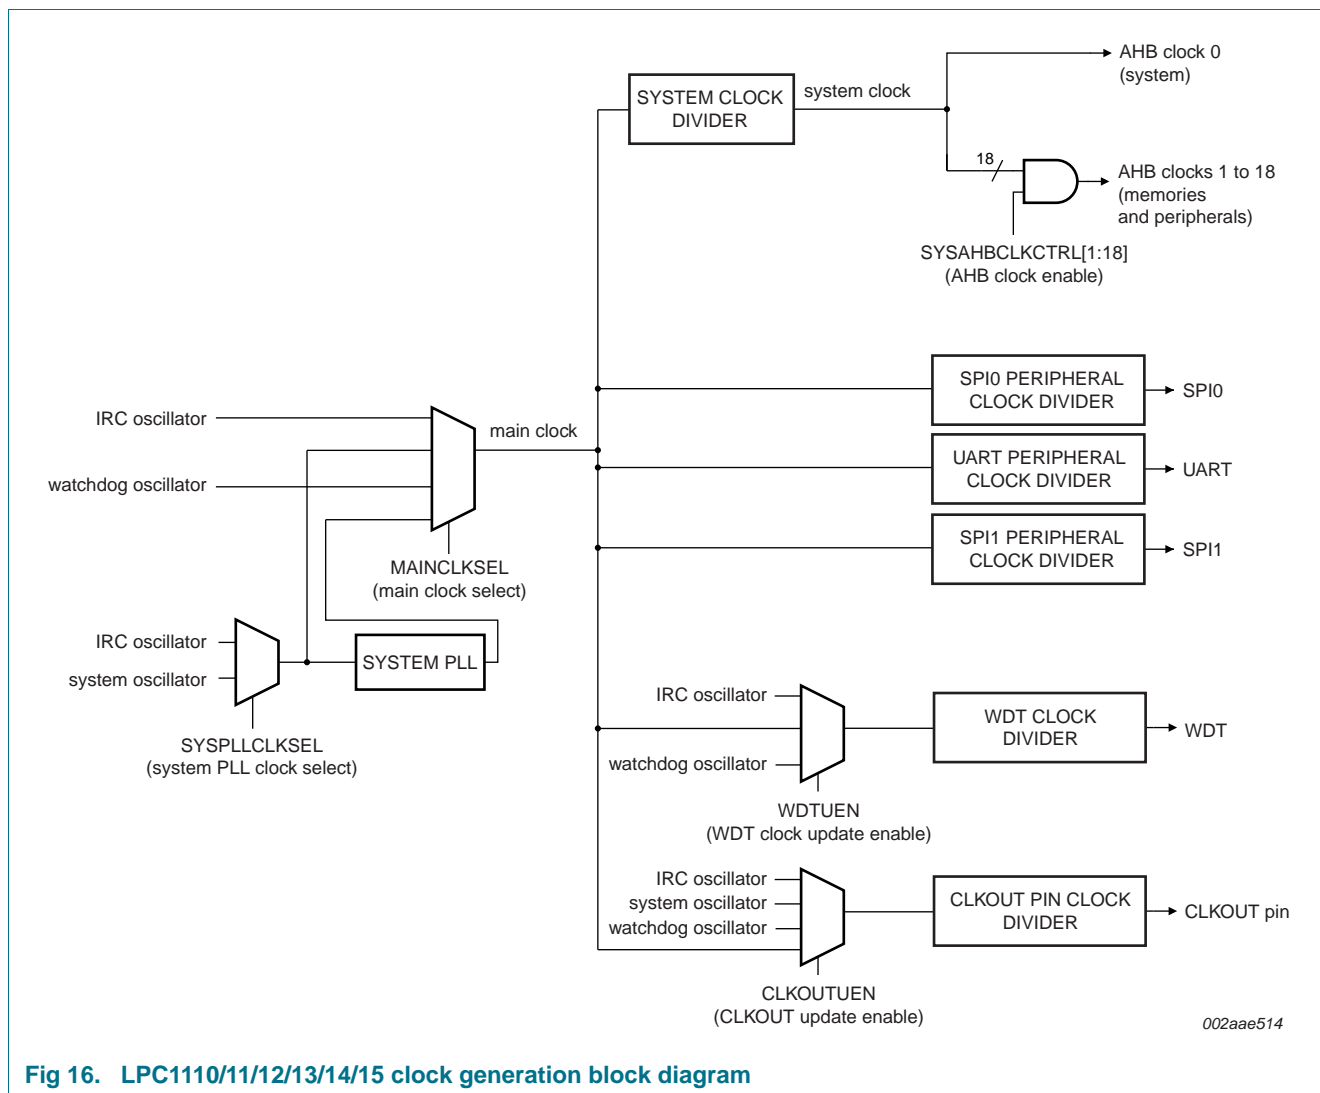 AHB clock 0
(system)
SYSTEM CLOCK
DIVIDER
system clock
18
AHB clocks 1 to 18
(memories
and peripherals)
SYSAHBCLKCTRL[1:18]
(AHB clock enable)
SPI0 PERIPHERAL
CLOCK DIVIDER
SPI0
IRC oscillator
main clock
UART PERIPHERAL
CLOCK DIVIDER
UART
watchdog oscillator
SPI1 PERIPHERAL
CLOCK DIVIDER
SPI1
MAINCLKSEL
(main clock select)
IRC oscillator
system oscillator
SYSTEM PLL
SYSPLLCLKSEL
(system PLL clock select)
IRC oscillator
watchdog oscillator
WDT CLOCK
DIVIDER
WDT
WDTUEN
(WDT clock update enable)
IRC oscillator
system oscillator
watchdog oscillator
CLKOUT PIN CLOCK
DIVIDER
CLKOUT pin
CLKOUTUEN
(CLKOUT update enable)
002aae514
Fig 16. LPC1110/11/12/13/14/15 clock generation block diagram